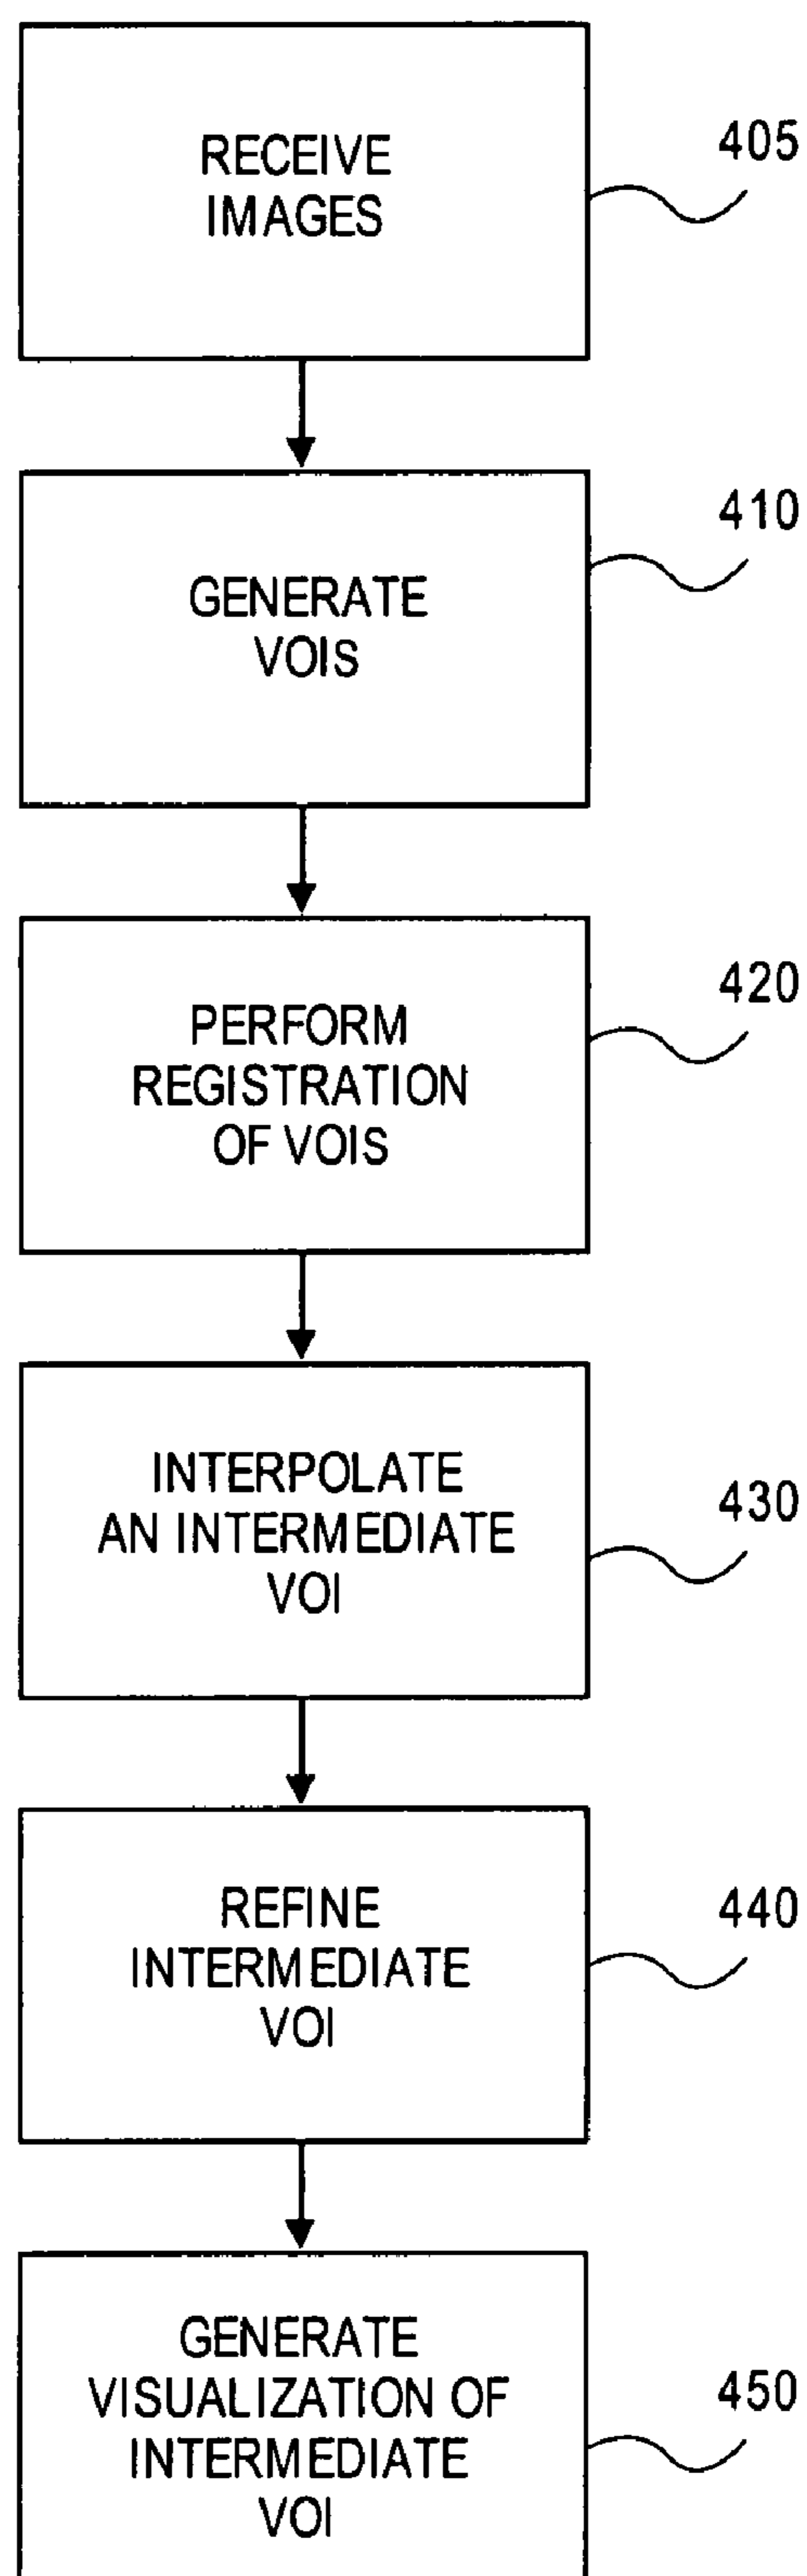 RECEIVE
IMAGES
405
GENERATE
VOIS
410
PERFORM
REGISTRATION
OF VOIS
420
INTERPOLATE
AN INTERMEDIATE
VOI
430
REFINE
INTERMEDIATE
VOI
440
GENERATE
VISUALIZATION OF
INTERMEDIATE
VOI
450